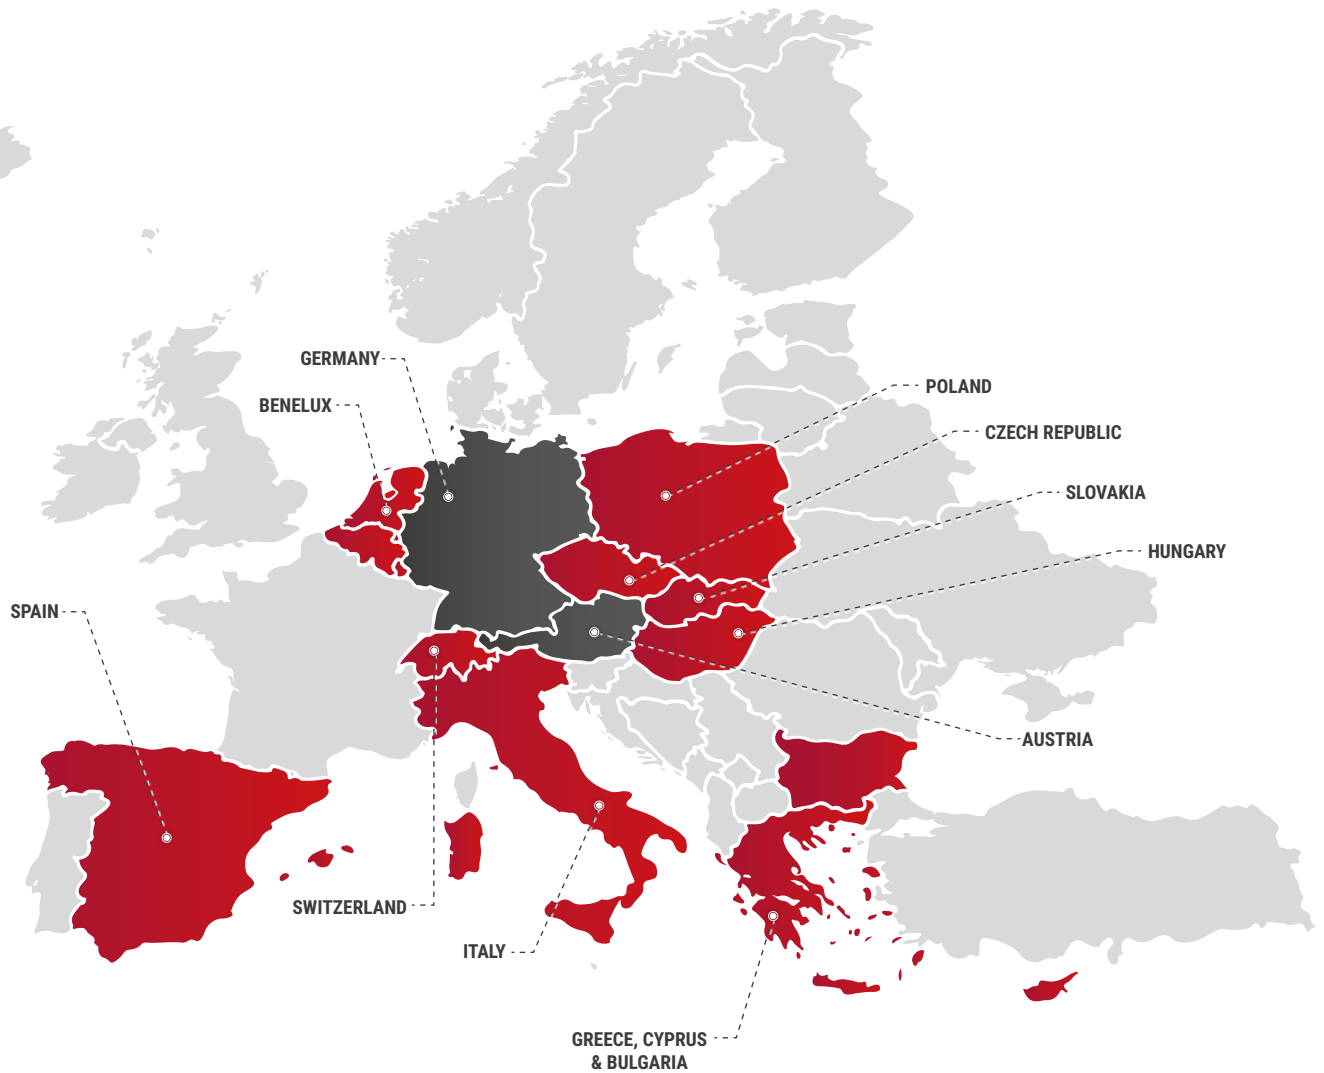 GERMANY
POLAND
BENELUX
CZECH REPUBLIC
SLOVAKIA
HUNGARY
SPAIN
AUSTRIA
SWITZERLAND
ITALY
GREECE, CYPRUS
& BULGARIA